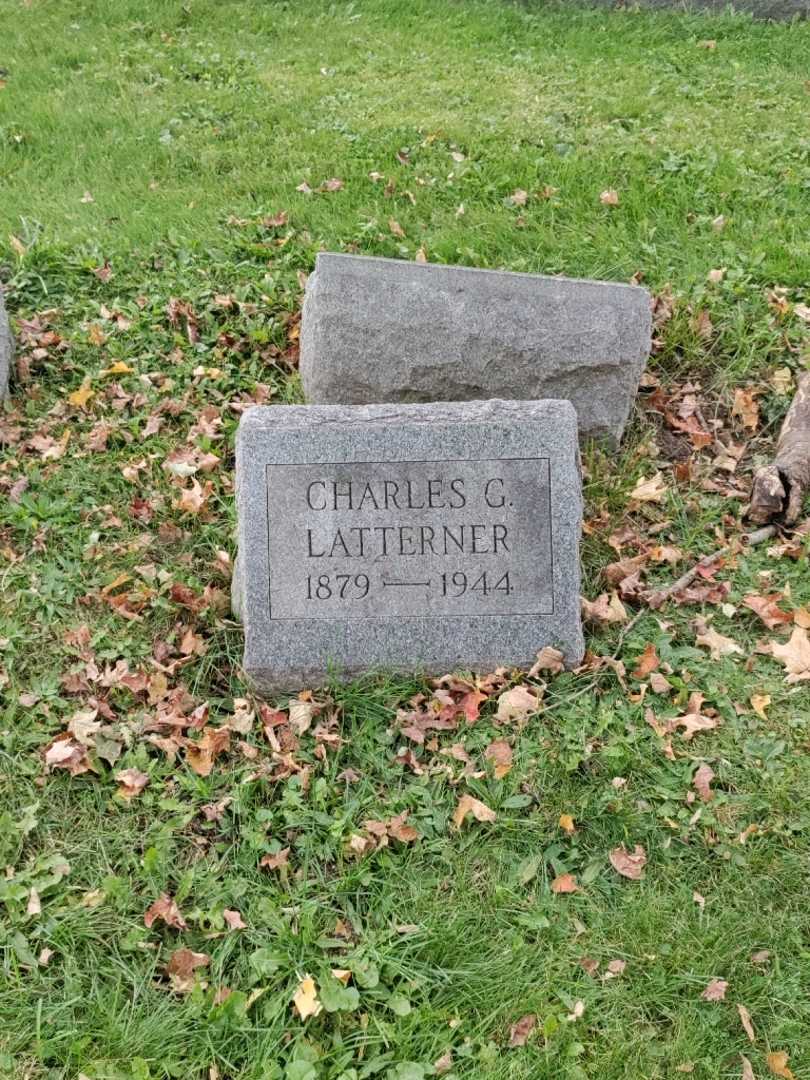 CHARLES G.
LATTERNER
1879 — 1944